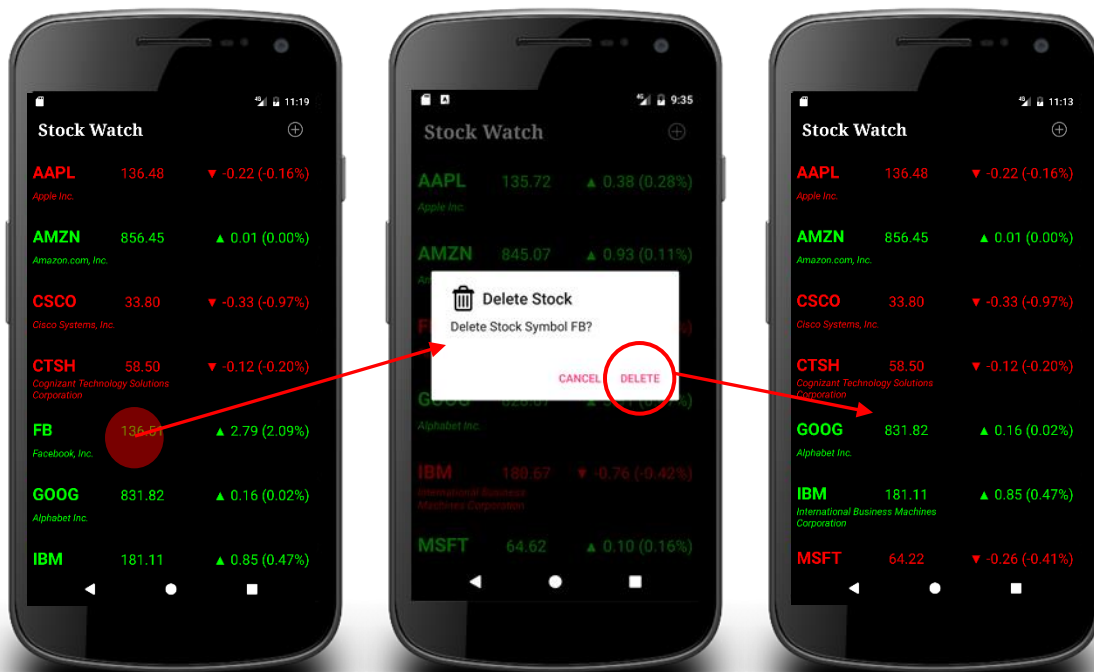 4G 11:19
Stock Watch
AAPL 136.48 ▼ -0.22 (-0.16%)
Apple Inc.
AMZN 856.45 ▲ 0.01 (0.00%)
Amazon.com, Inc.
CSCO 33.80 ▼ -0.33 (-0.97%)
Cisco Systems, Inc.
CTSH 58.50 ▼ -0.12 (-0.20%)
Cognizant Technology Solutions
Corporation
FB 136.51 ▲ 2.79 (2.09%)
Facebook, Inc.
GOOG 831.82 ▲ 0.16 (0.02%)
Alphabet Inc.
IBM 181.11 ▲ 0.85 (0.47%)
A 4G 9:35
Stock Watch
AAPL 135.72 ▲ 0.38 (0.28%)
Apple Inc.
AMZN 845.07 ▲ 0.93 (0.11%)
Delete Stock
Delete Stock Symbol FB?
CANCEL DELETE
Alphabet Inc.
IBM 180.67 ▼ -0.76 (-0.42%)
International Business
Machines Corporation
MSFT 64.62 ▲ 0.10 (0.16%)
4G 11:13
Stock Watch
AAPL 136.48 ▼ -0.22 (-0.16%)
Apple Inc.
AMZN 856.45 ▲ 0.01 (0.00%)
Amazon.com, Inc.
CSCO 33.80 ▼ -0.33 (-0.97%)
Cisco Systems, Inc.
CTSH 58.50 ▼ -0.12 (-0.20%)
Cognizant Technology Solutions
Corporation
GOOG 831.82 ▲ 0.16 (0.02%)
Alphabet Inc.
IBM 181.11 ▲ 0.85 (0.47%)
International Business Machines
Corporation
MSFT 64.22 ▼ -0.26 (-0.41%)